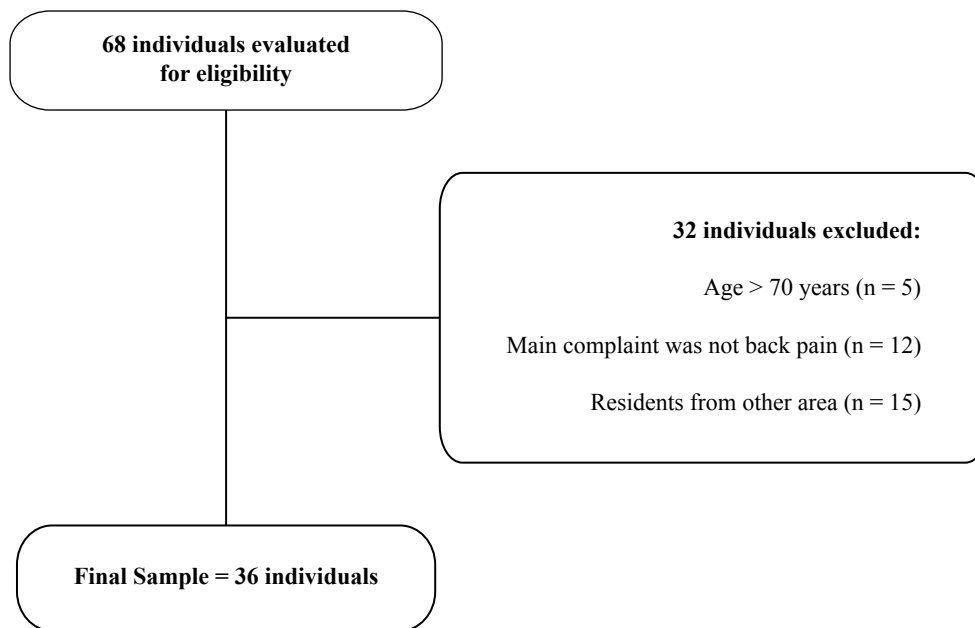 68 individuals evaluated
for eligibility
32 individuals excluded:
Age > 70 years (n = 5)
Main complaint was not back pain (n = 12)
Residents from other area (n = 15)
Final Sample = 36 individuals